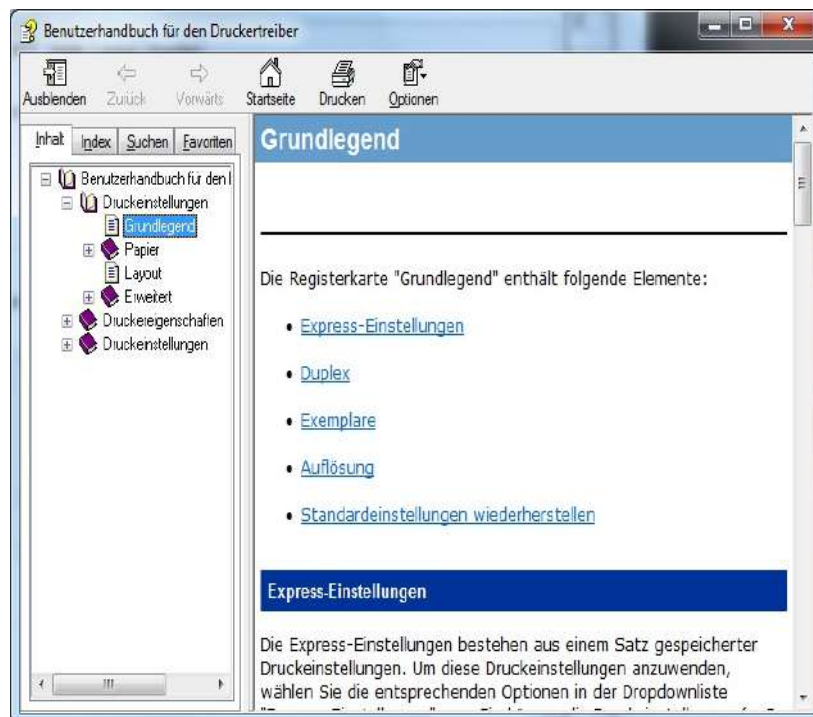 Benutzerhandbuch für den Druckertreiber
Ausblenden Zurück Vorwärts Startseite Drucken Optionen
Inhalt Index Suchen Favoriten
Benutzerhandbuch für den
Druckeinstellungen
Grundlegend
Papier
Layout
Erweitert
Druckereigenschaften
Druckeinstellungen
Grundlegend
Die Registerkarte "Grundlegend" enthält folgende Elemente:
• Express-Einstellungen
• Duplex
• Exemplare
• Auflösung
• Standardeinstellungen wiederherstellen
Express-Einstellungen
Die Express-Einstellungen bestehen aus einem Satz gespeicherter
Druckeinstellungen. Um diese Druckeinstellungen anzuwenden,
wählen Sie die entsprechenden Optionen in der Dropdownliste